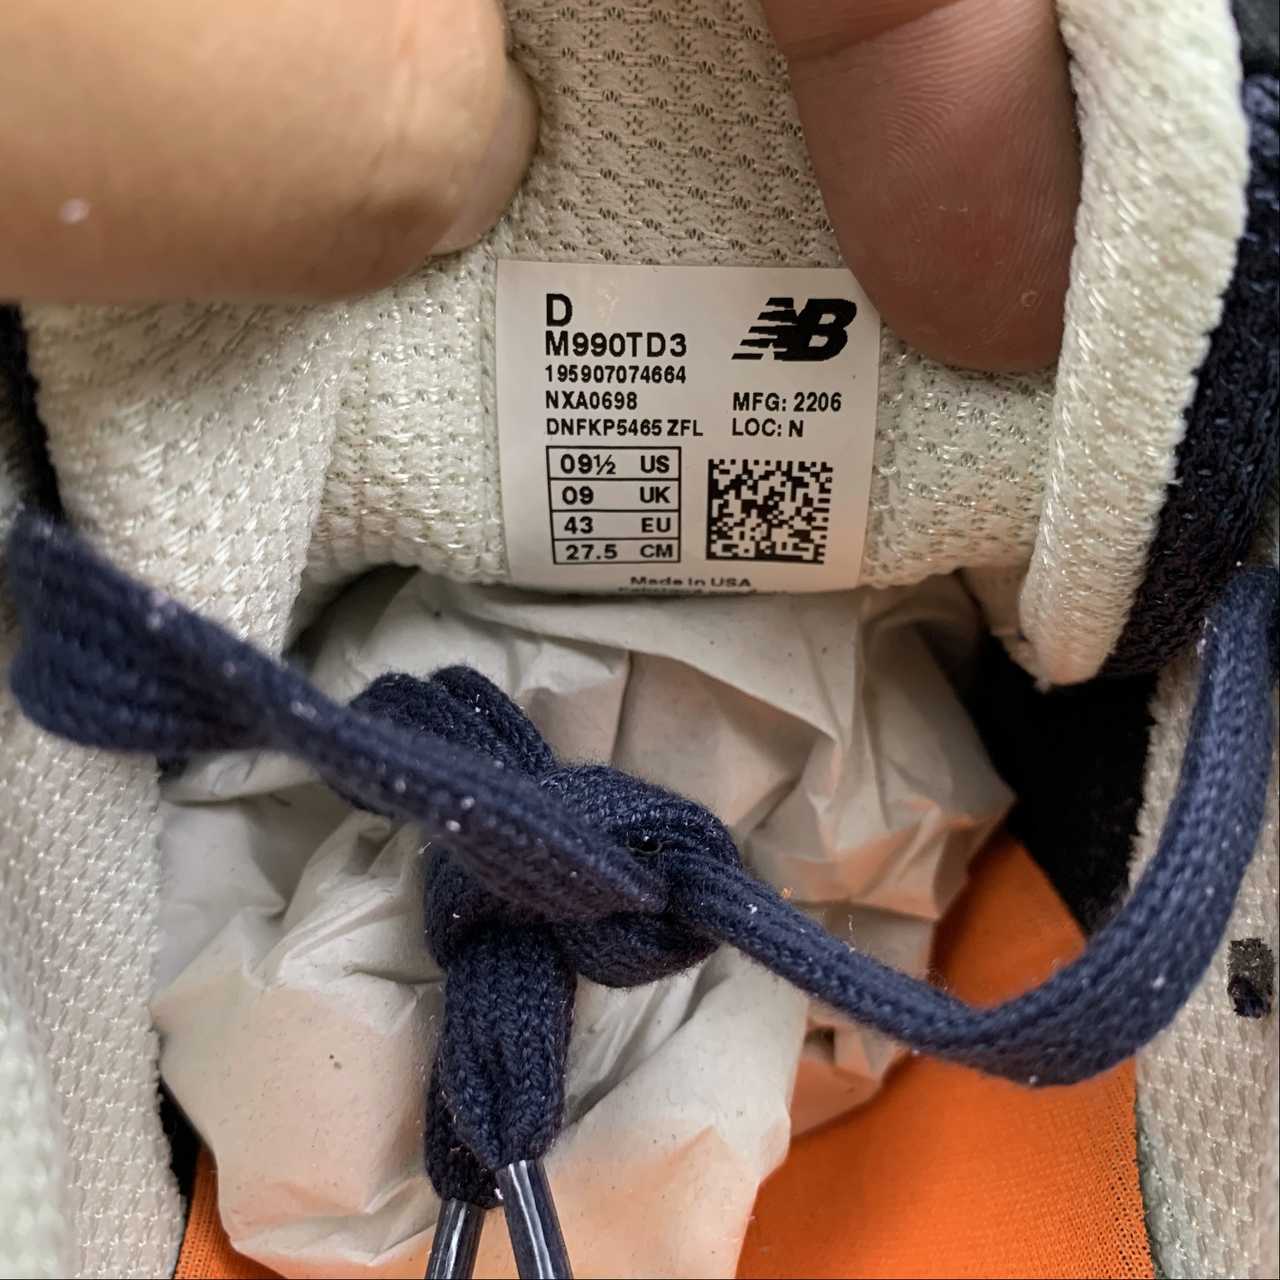 D
M990TD3
NB
195907074664
NXA0698
MFG: 2206
DNFKP5465 ZFL
LOC: N
09½ US
09 UK
43 EU
27.5 CM
Made in USA